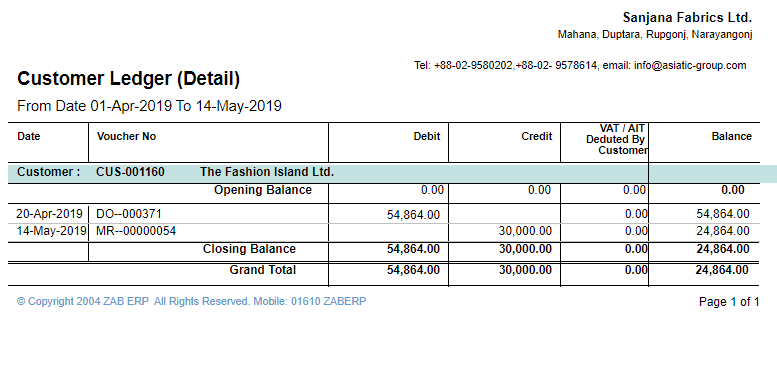 Sanjana Fabrics Ltd.
Mahana, Duptara, Rupgonj, Narayangonj
Tel: +88-02-9580202,+88-02- 9578614, email: info@asiatic-group.com
Customer Ledger (Detail)
From Date 01-Apr-2019 To 14-May-2019
Date Voucher No Debit Credit VAT / AIT Deduted By Customer Balance
Customer : CUS-001160 The Fashion Island Ltd.
Opening Balance 0.00 0.00 0.00 0.00
20-Apr-2019 DO--000371 54,864.00 0.00 54,864.00
14-May-2019 MR--00000054 30,000.00 0.00 24,864.00
Closing Balance 54,864.00 30,000.00 0.00 24,864.00
Grand Total 54,864.00 30,000.00 0.00 24,864.00
© Copyright 2004 ZAB ERP All Rights Reserved. Mobile: 01610 ZABERP Page 1 of 1